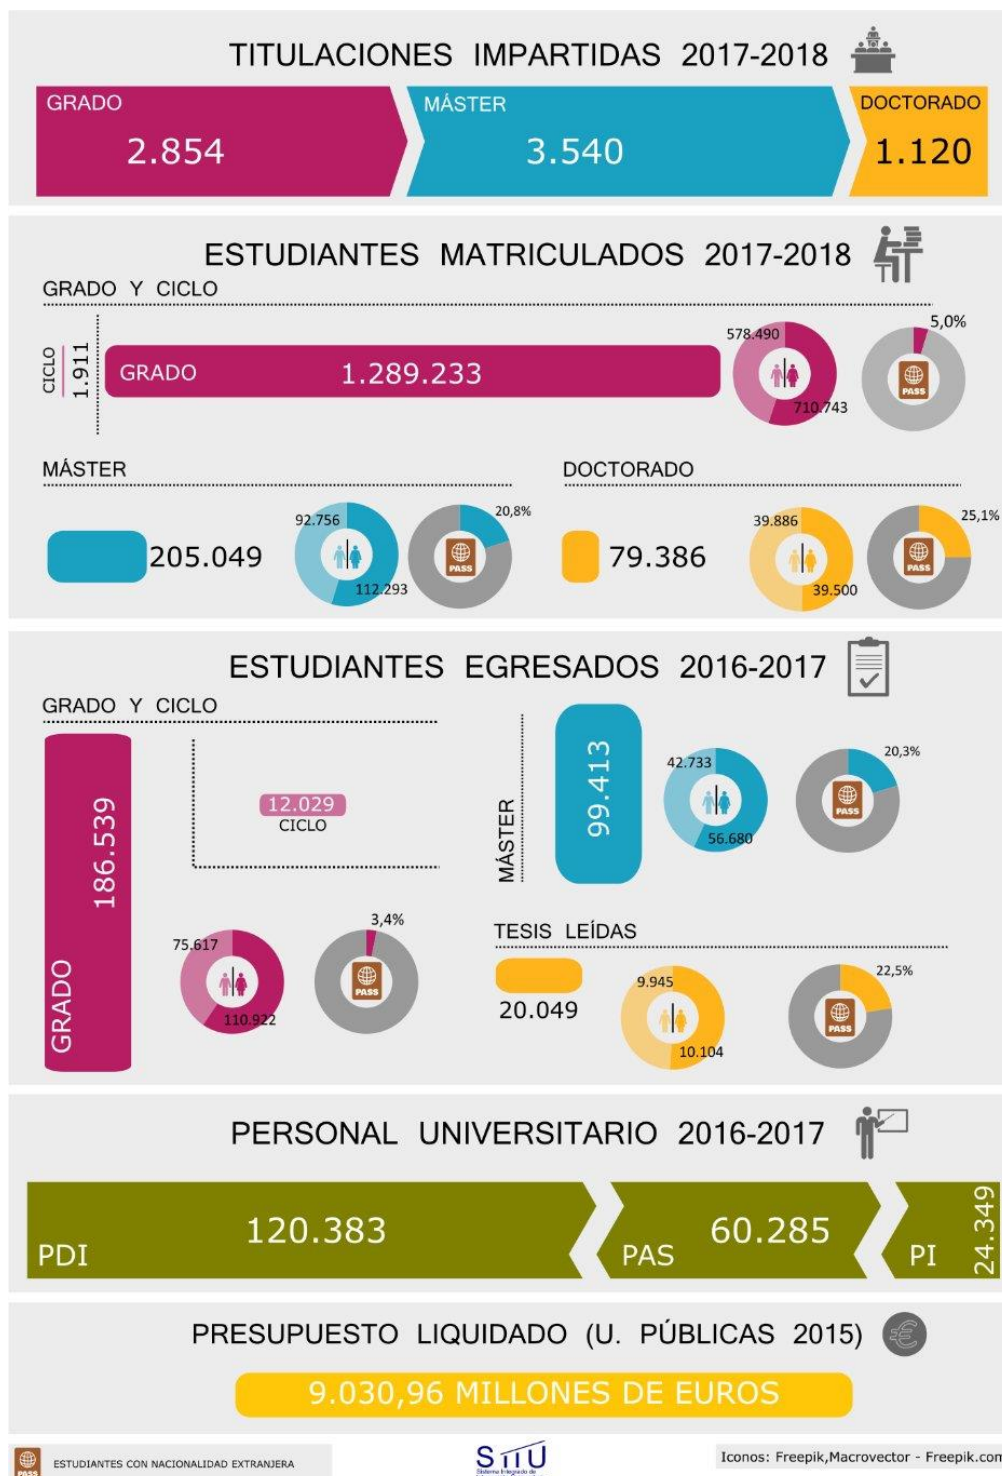 TITULACIONES IMPARTIDAS 2017-2018
GRADO
2.854
MÁSTER
3.540
DOCTORADO
1.120
ESTUDIANTES MATRICULADOS 2017-2018
GRADO Y CICLO
CICLO
1.911
GRADO 1.289.233
578.490
710.743
5,0%
PASS
MÁSTER
205.049
92.756
112.293
20,8%
PASS
DOCTORADO
79.386
39.886
39.500
25,1%
PASS
ESTUDIANTES EGRESADOS 2016-2017
GRADO Y CICLO
GRADO 186.539
12.029
CICLO
75.617
110.922
3,4%
PASS
MÁSTER
99.413
42.733
56.680
20,3%
PASS
TESIS LEÍDAS
20.049
9.945
10.104
22,5%
PASS
PERSONAL UNIVERSITARIO 2016-2017
PDI 120.383
PAS 60.285
PI 24.349
PRESUPUESTO LIQUIDADO (U. PÚBLICAS 2015)
9.030,96 MILLONES DE EUROS
PASS
ESTUDIANTES CON NACIONALIDAD EXTRANJERA
SIIU
Sistema Integrado de
Iconos: Freepik,Macrovector - Freepik.com